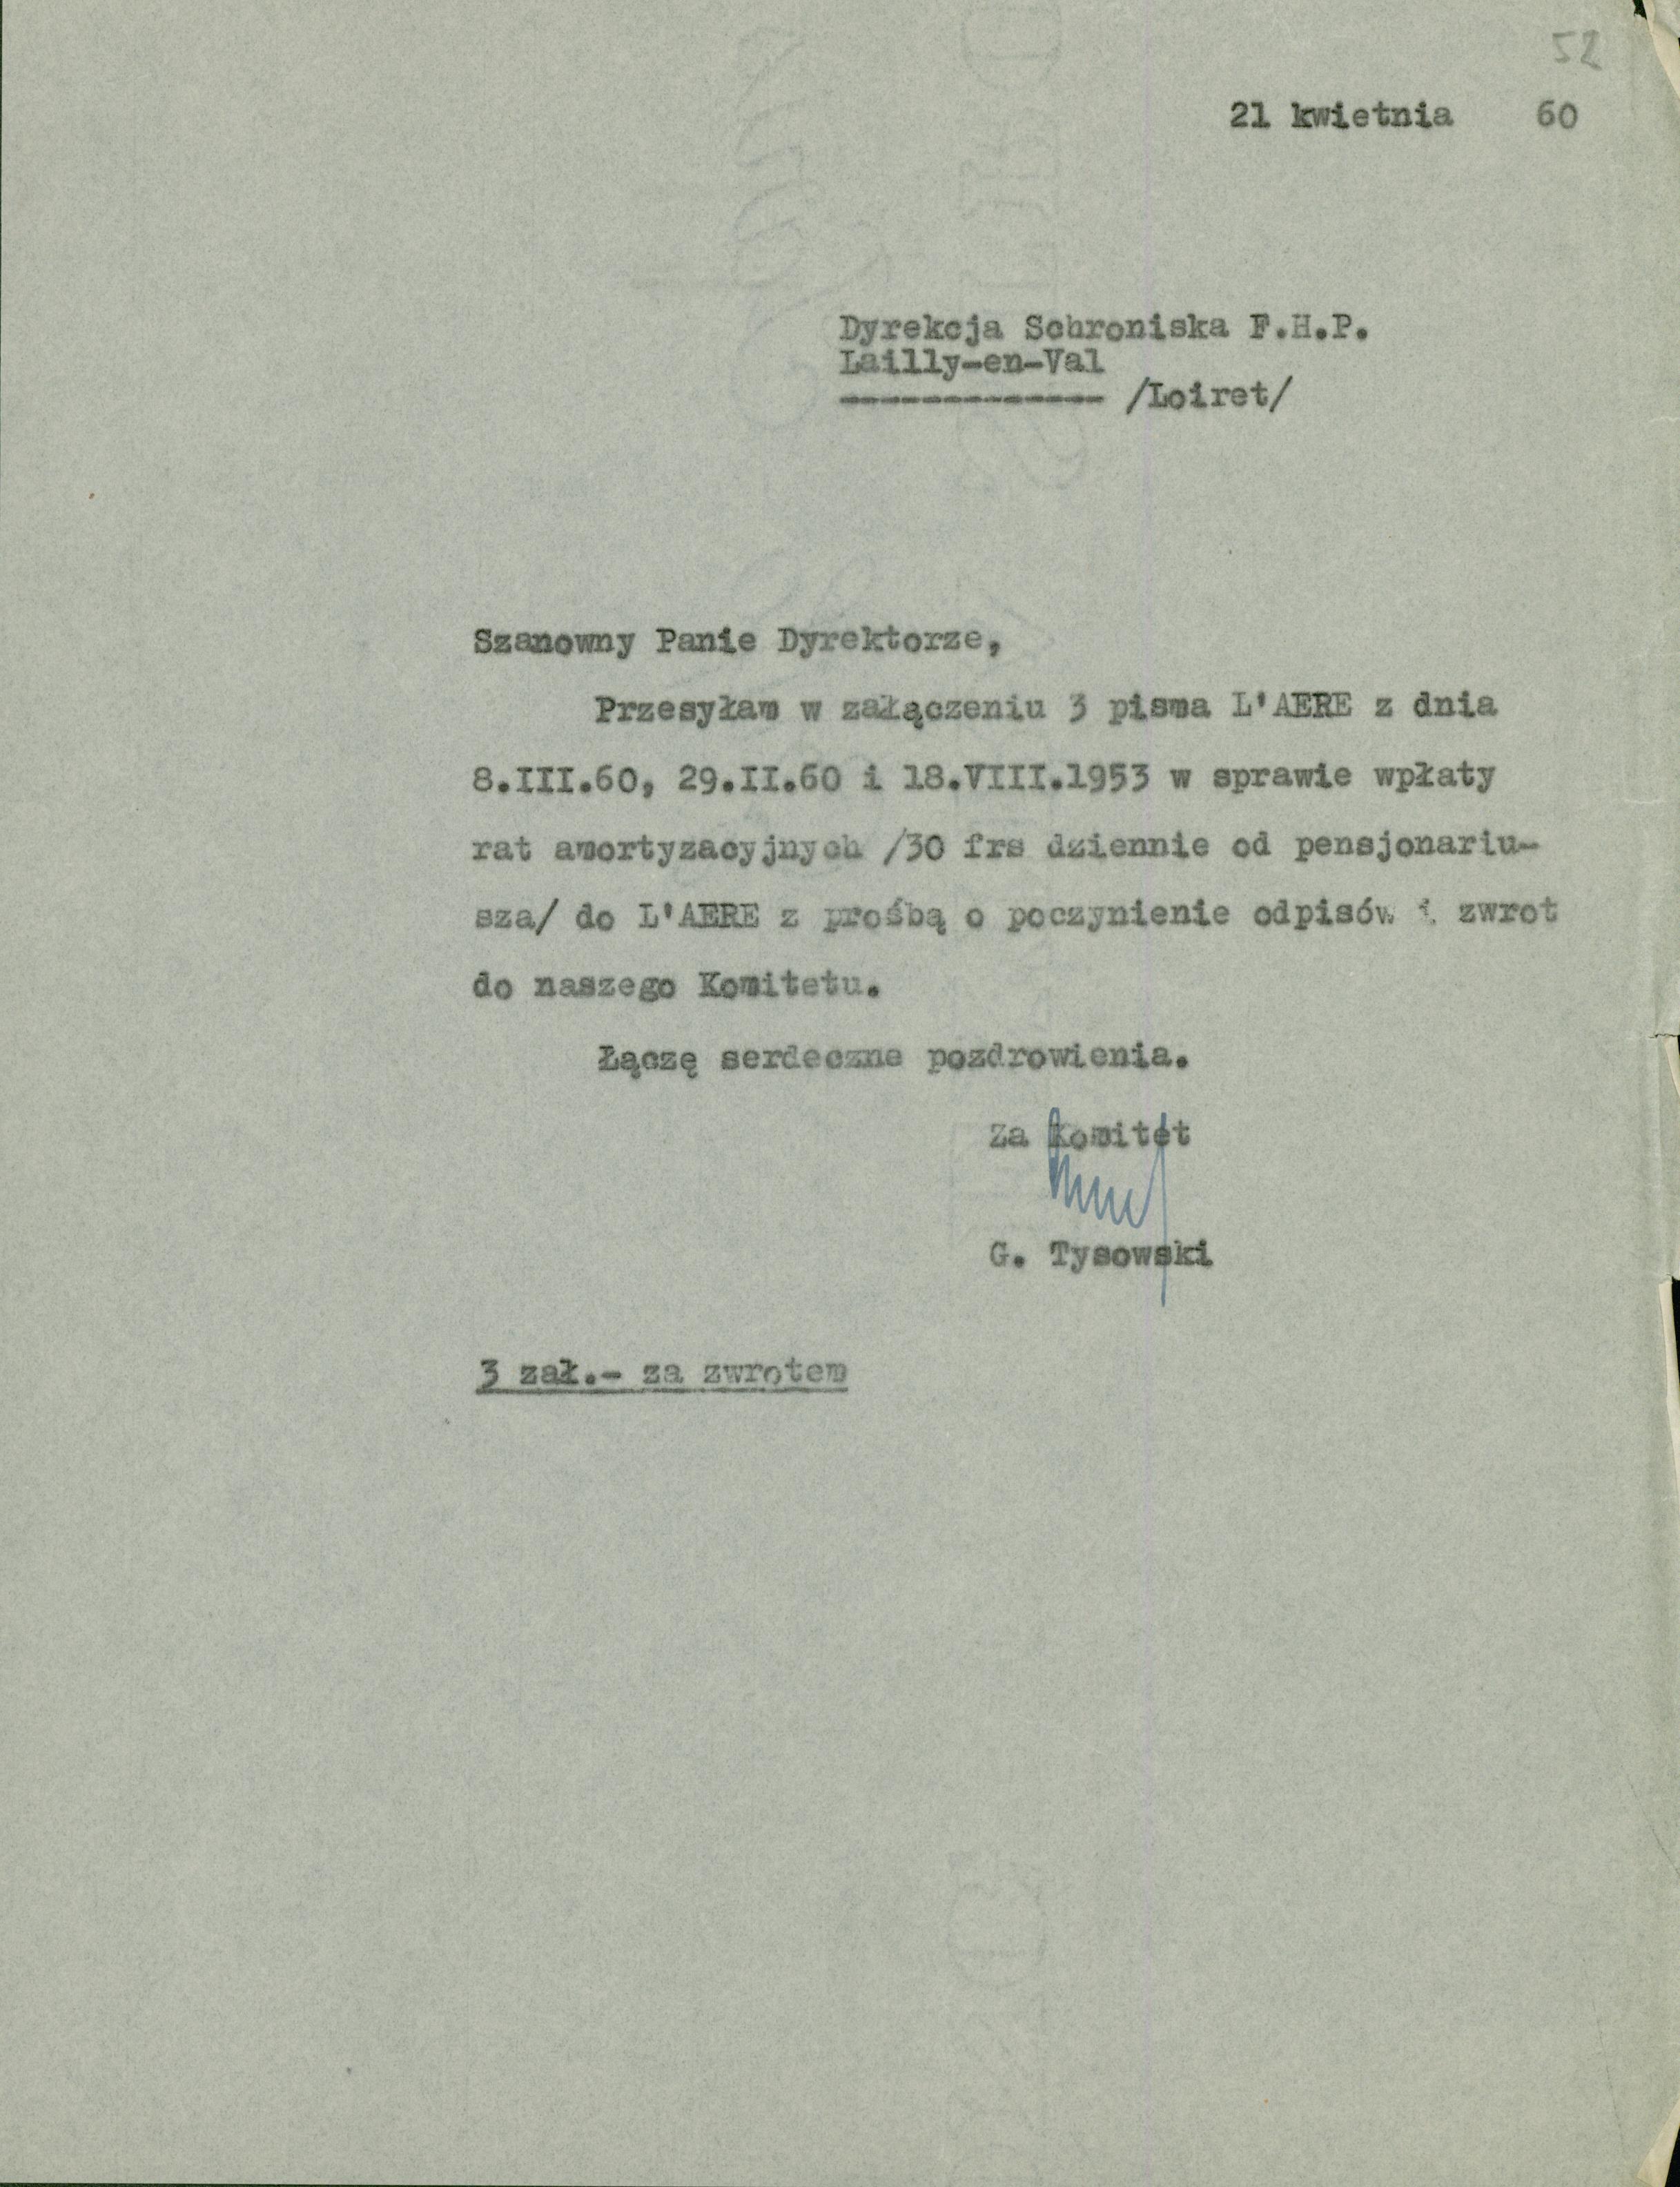 52
21 kwietnia 60
Dyrekcja Schroniska F.H.P.
Lailly-en-Val
------------- /Loiret/
Szanowny Panie Dyrektorze,
Przesyłam w załączeniu 3 pisma L'AERE z dnia
8.III.60, 29.II.60 i 18.VIII.1953 w sprawie wpłaty
rat amortyzacyjnych /30 frs dziennie od pensjonariu-
sza/ do L'AERE z prośbą o poczynienie odpisów i zwrot
do naszego Komitetu.
Łączę serdeczne pozdrowienia.
Za Komitet
G. Tysowski
3 zał.- za zwrotem